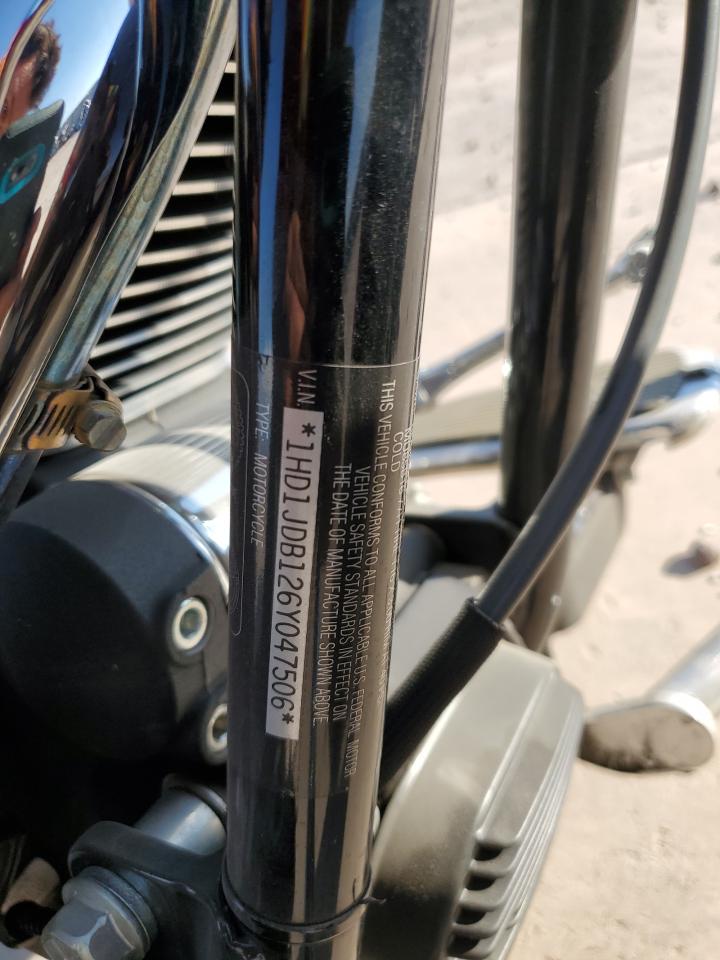 COLD
THIS VEHICLE CONFORMS TO ALL APPLICABLE U.S. FEDERAL MOTOR
VEHICLE SAFETY STANDARDS IN EFFECT ON
THE DATE OF MANUFACTURE SHOWN ABOVE.
V.I.N. *1HD1JDB126Y047506*
TYPE: MOTORCYCLE